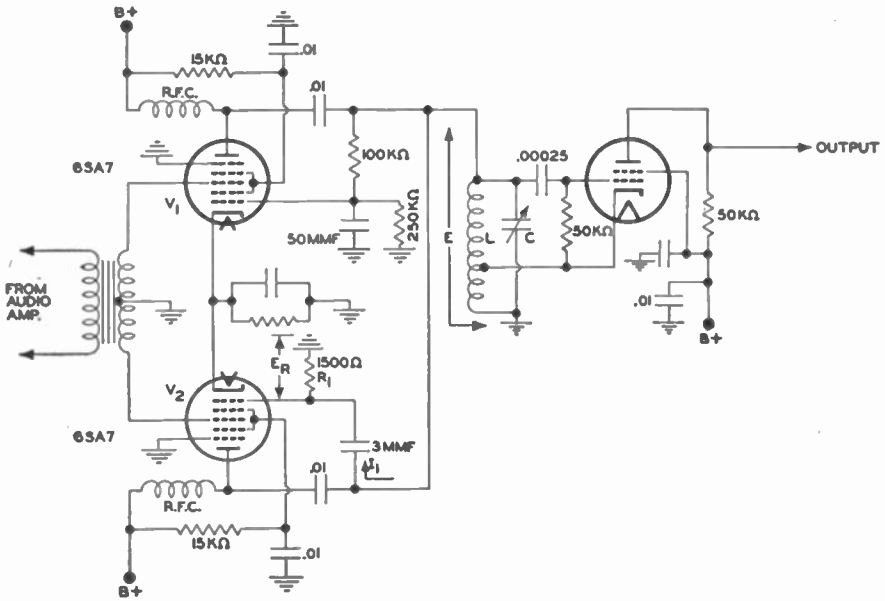 B+
15KΩ
.01
R.F.C.
.01
6SA7
V1
100KΩ
250KΩ
50MMF
FROM
AUDIO
AMP.
ER
1500Ω
R1
V2
6SA7
3MMF
I1
.01
R.F.C.
15KΩ
.01
B+
E
L
C
.00025
50KΩ
OUTPUT
50KΩ
.01
B+